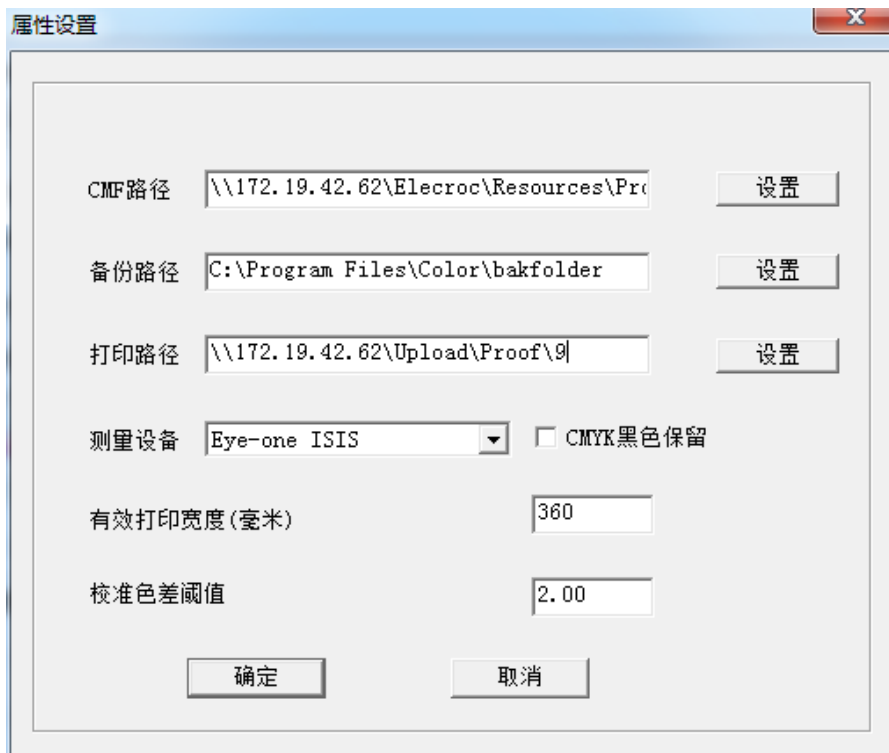 属性设置
CMF路径 \\172.19.42.62\Elecroc\Resources\Pro 设置
备份路径 C:\Program Files\Color\bakfolder 设置
打印路径 \\172.19.42.62\Upload\Proof\9 设置
测量设备 Eye-one ISIS CMYK黑色保留
有效打印宽度(毫米) 360
校准色差阈值 2.00
确定 取消